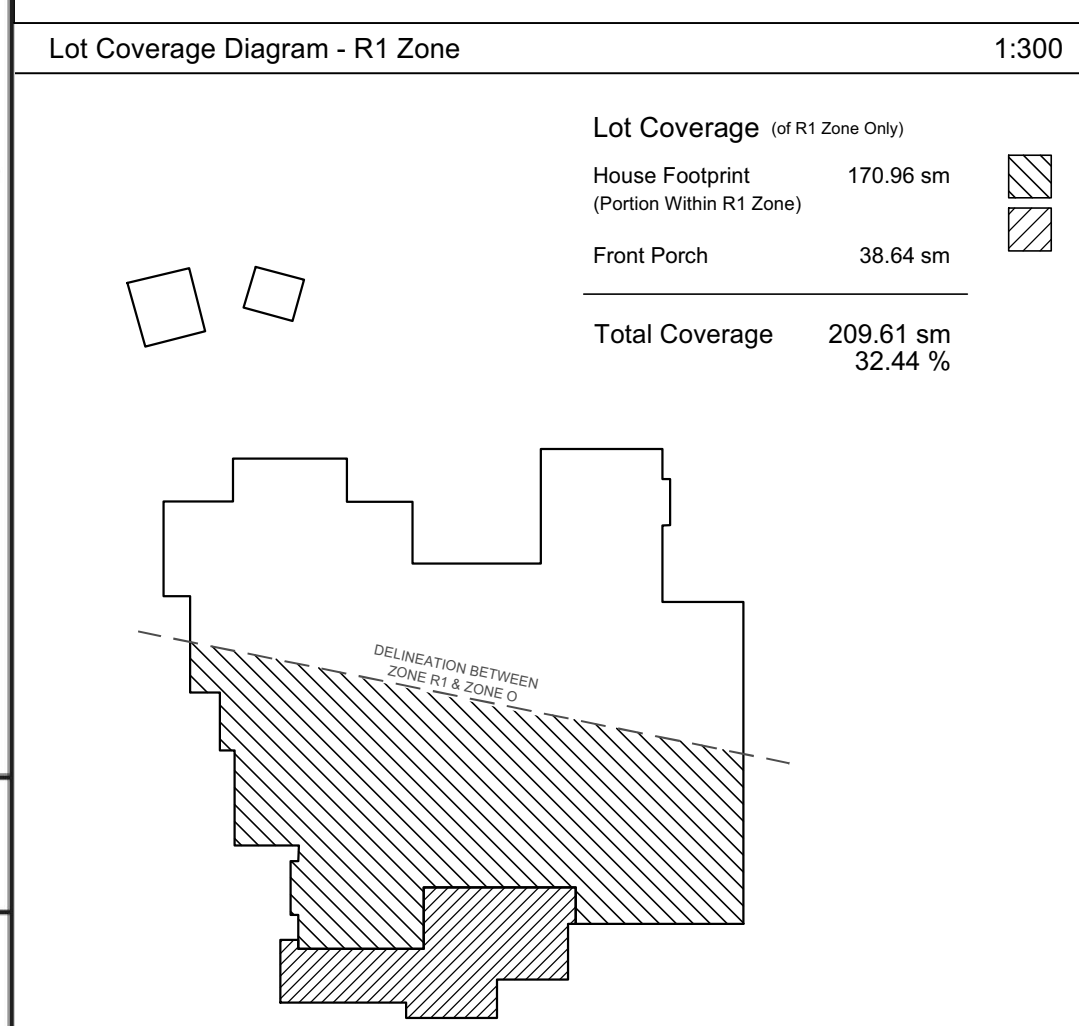 Lot Coverage Diagram - R1 Zone 1:300
Lot Coverage (of R1 Zone Only)
House Footprint 170.96 sm
(Portion Within R1 Zone)
Front Porch 38.64 sm
Total Coverage 209.61 sm
32.44 %
DELINEATION BETWEEN
ZONE R1 & ZONE O